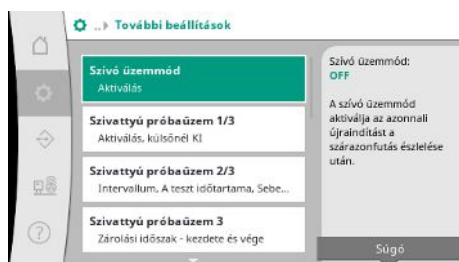 ..› További beállítások
Szívó üzemmód
Aktiválás
Szivattyú próbaüzem 1/3
Aktiválás, külsőnél KI
Szivattyú próbaüzem 2/3
Intervallum, A teszt időtartama, Sebe...
Szivattyú próbaüzem 3
Zárolási időszak - kezdete és vége
Szívó üzemmód:
OFF
A szívó üzemmód
aktiválja az azonnali
újraindítást a
szárazonfutás észlelése
után.
Súgó